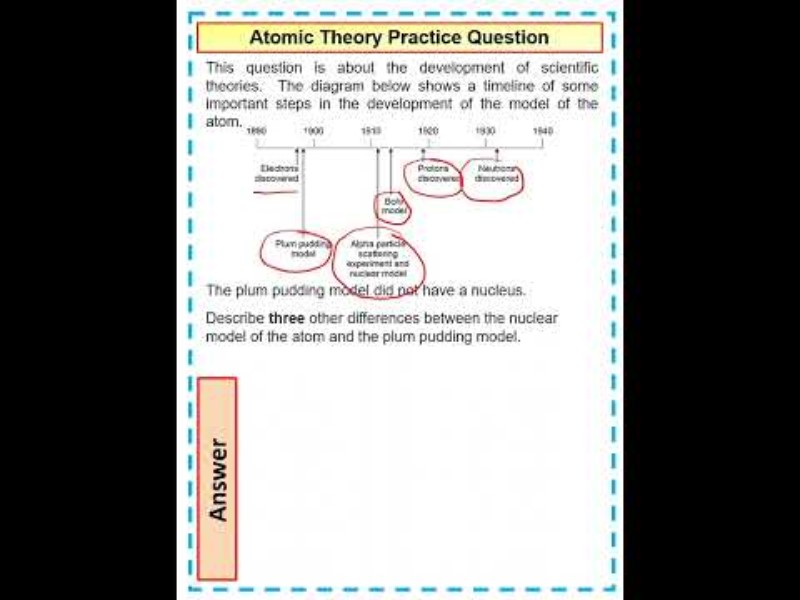 Atomic Theory Practice Question
This question is about the development of scientific
theories. The diagram below shows a timeline of some
important steps in the development of the model of the
atom.
1890 1900 1910 1920 1930 1940
Electrons
discovered
Protons
discovered
Neutrons
discovered
Bohr
model
Plum pudding
model
Alpha particle
scattering
experiment and
nuclear model
The plum pudding model did not have a nucleus.
Describe three other differences between the nuclear
model of the atom and the plum pudding model.
Answer